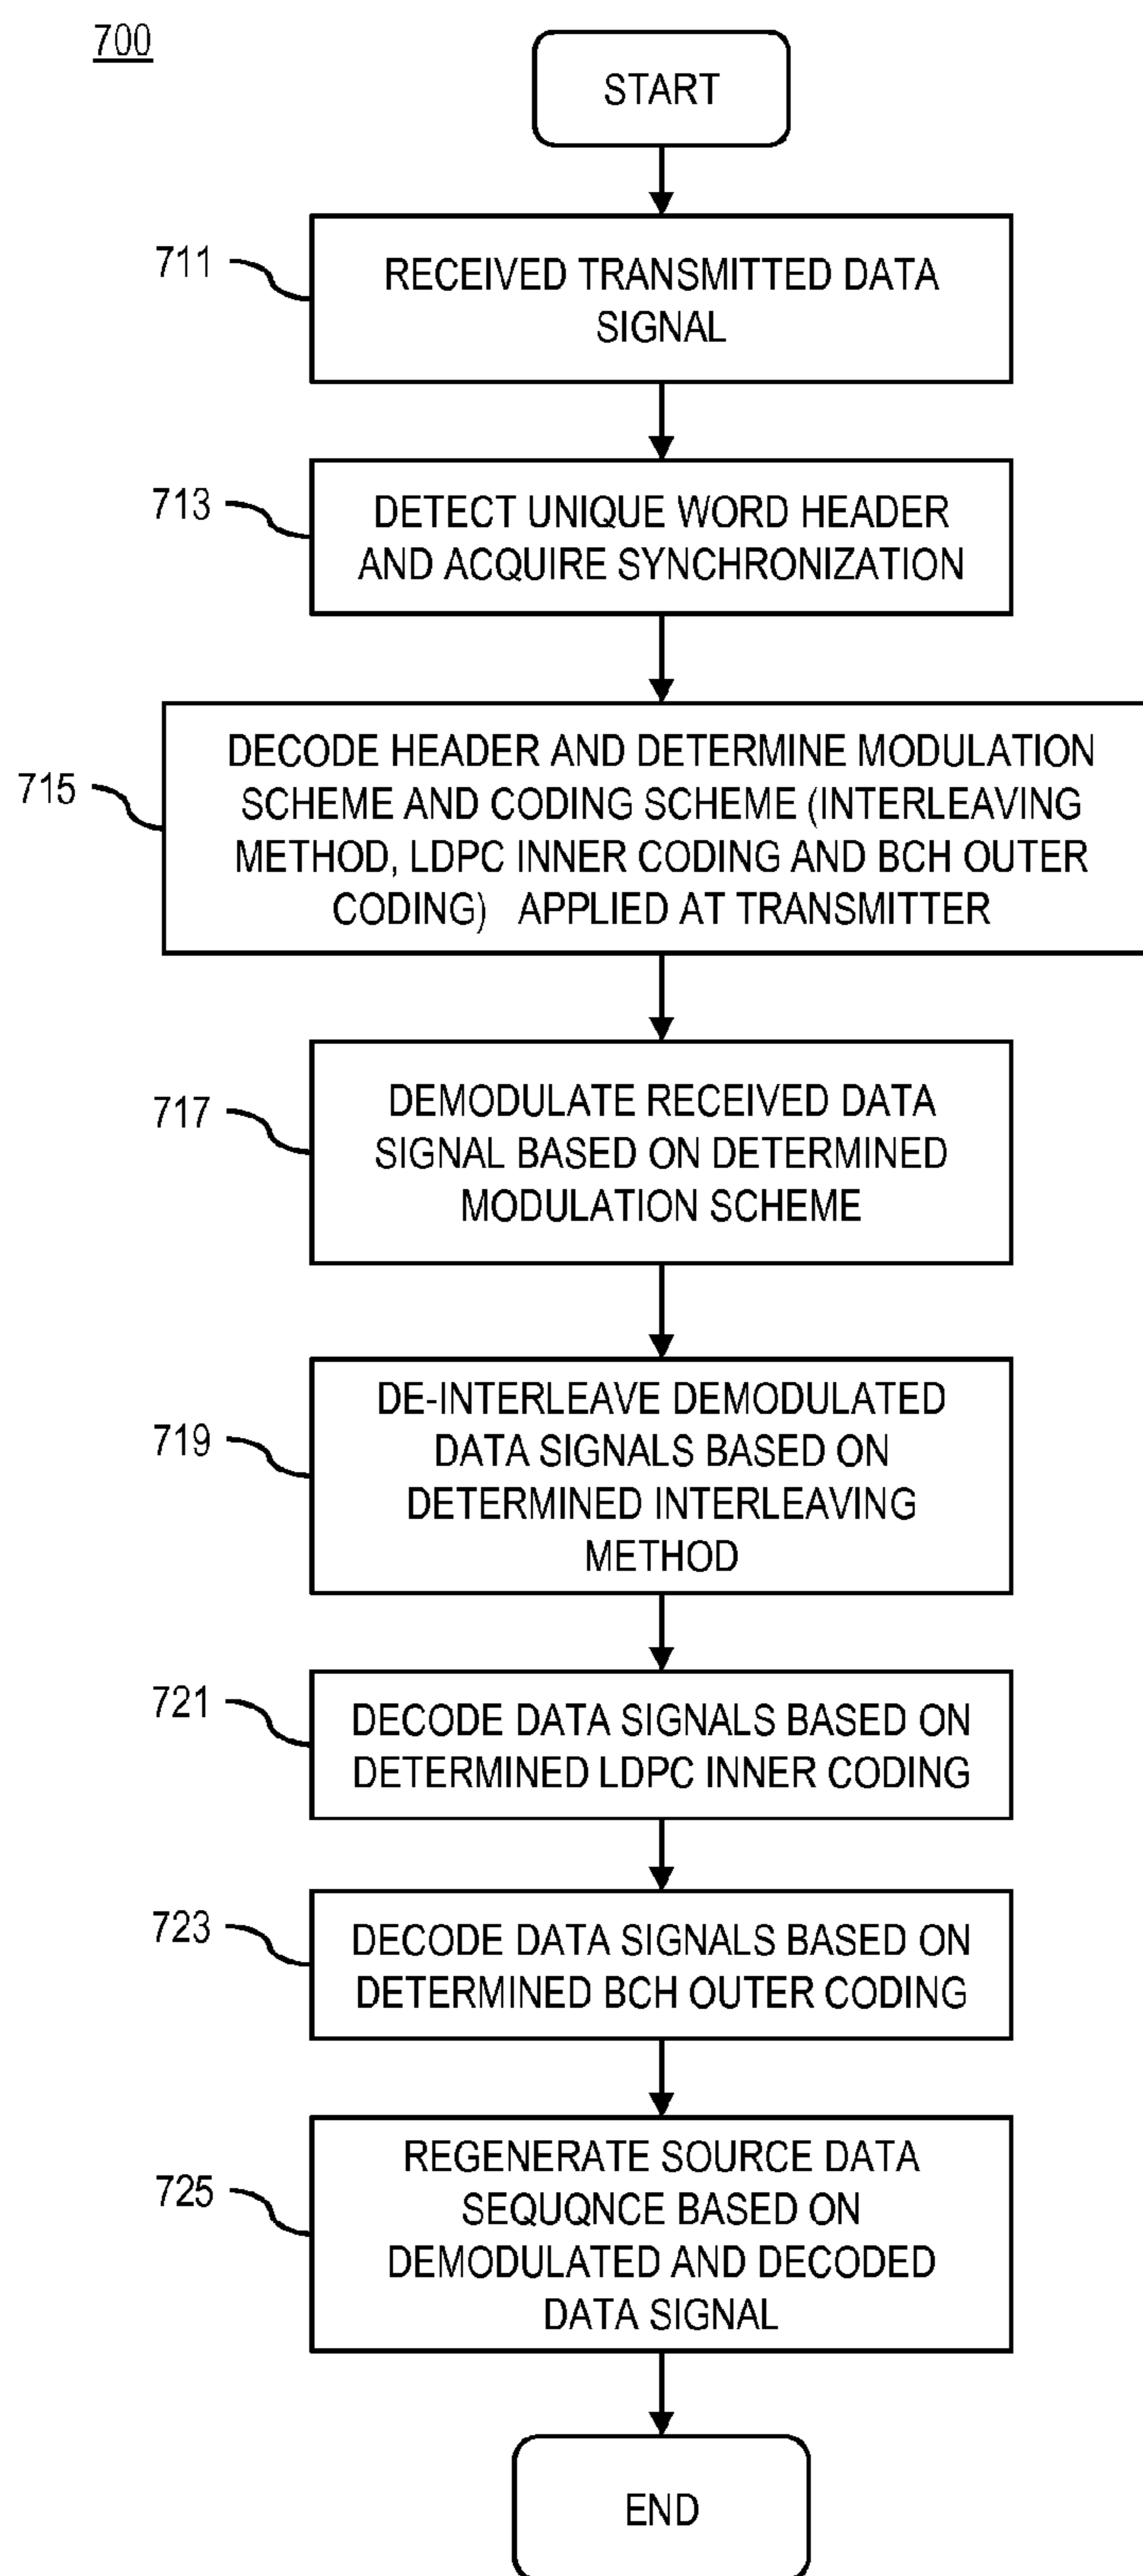 700
START
711
RECEIVED TRANSMITTED DATA
SIGNAL
713
DETECT UNIQUE WORD HEADER
AND ACQUIRE SYNCHRONIZATION
715
DECODE HEADER AND DETERMINE MODULATION
SCHEME AND CODING SCHEME (INTERLEAVING
METHOD, LDPC INNER CODING AND BCH OUTER
CODING) APPLIED AT TRANSMITTER
717
DEMODULATE RECEIVED DATA
SIGNAL BASED ON DETERMINED
MODULATION SCHEME
719
DE-INTERLEAVE DEMODULATED
DATA SIGNALS BASED ON
DETERMINED INTERLEAVING
METHOD
721
DECODE DATA SIGNALS BASED ON
DETERMINED LDPC INNER CODING
723
DECODE DATA SIGNALS BASED ON
DETERMINED BCH OUTER CODING
725
REGENERATE SOURCE DATA
SEQUQNCE BASED ON
DEMODULATED AND DECODED
DATA SIGNAL
END